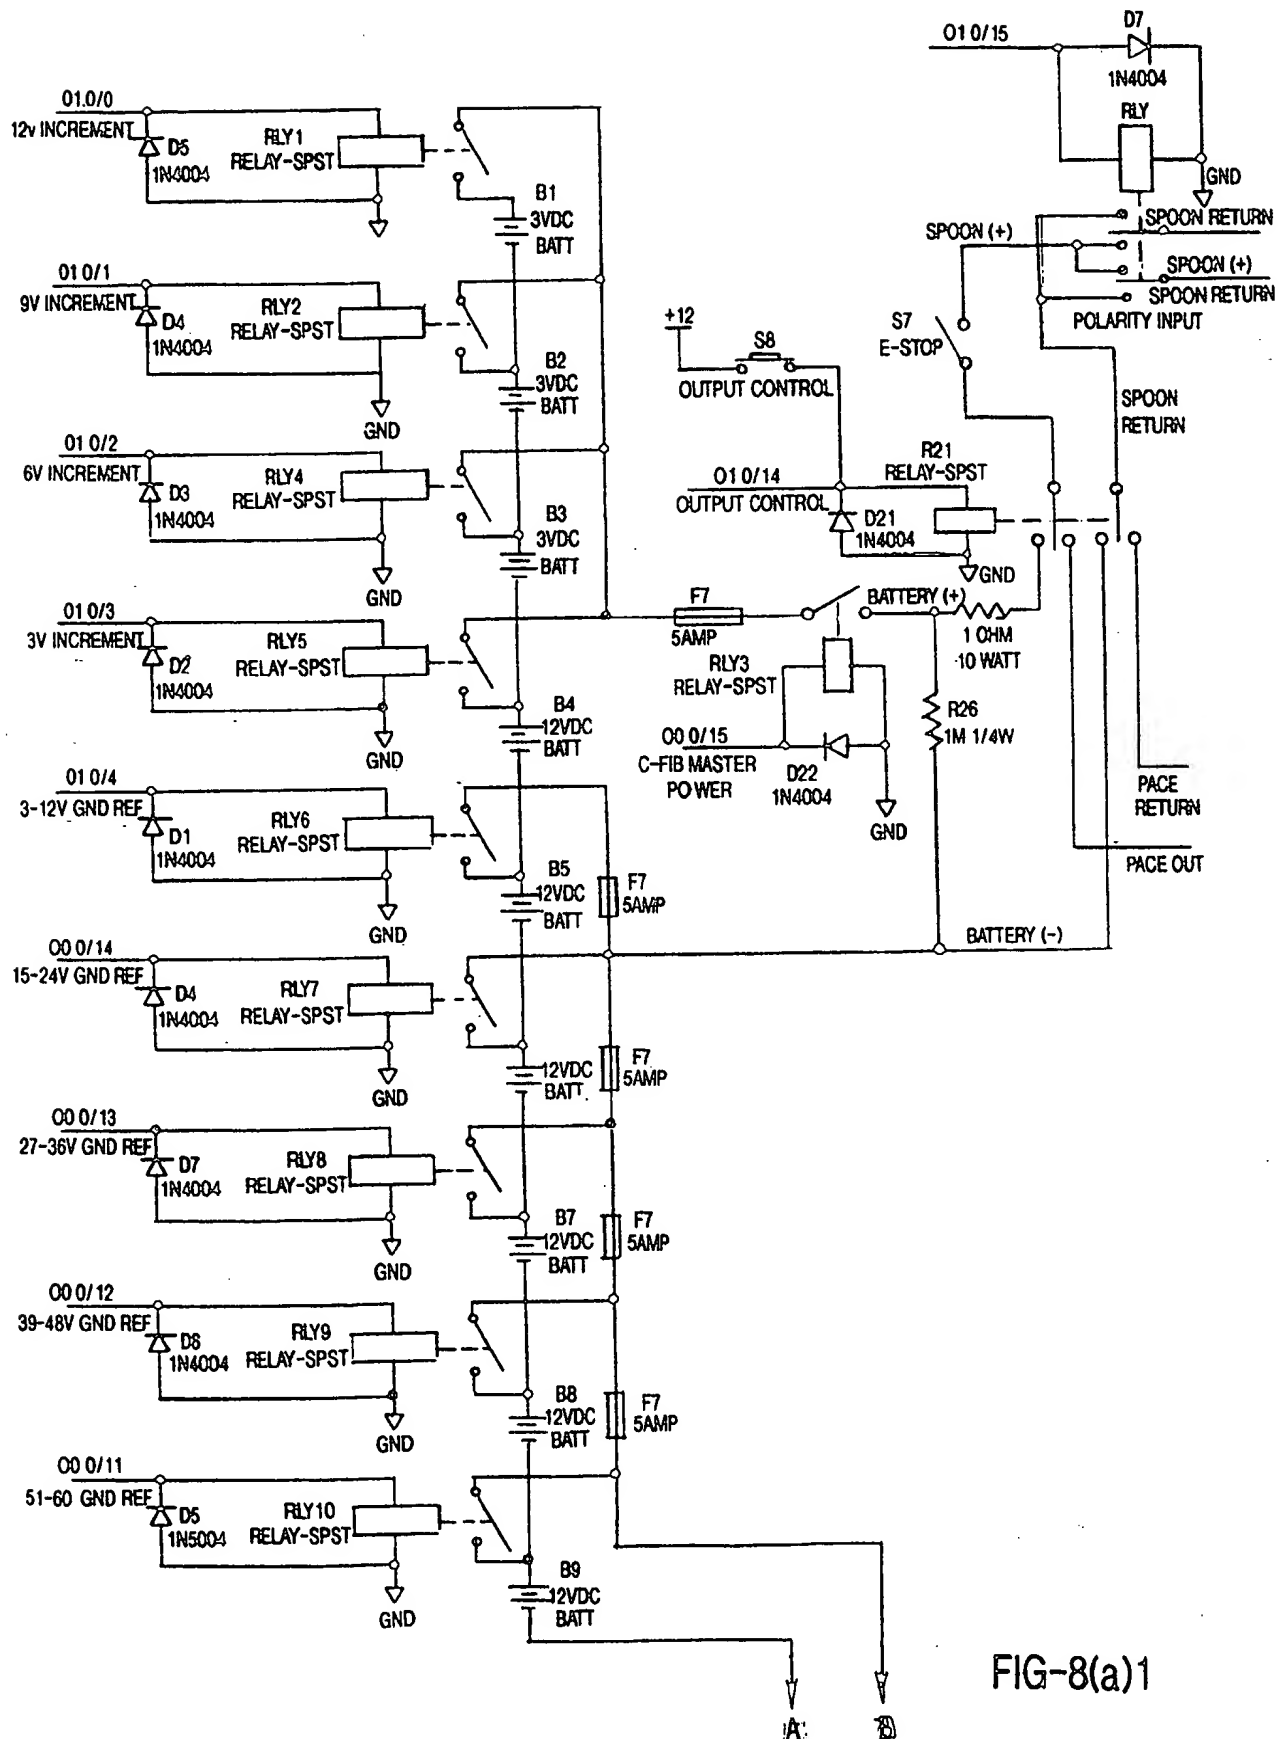 01.0/0
12v INCREMENT
D5
1N4004
RLY1
RELAY-SPST
B1
3VDC
BATT
01 0/1
9V INCREMENT
D4
1N4004
RLY2
RELAY-SPST
GND
B2
3VDC
BATT
01 0/2
6V INCREMENT
D3
1N4004
RLY4
RELAY-SPST
GND
B3
3VDC
BATT
01 0/3
3V INCREMENT
D2
1N4004
RLY5
RELAY-SPST
GND
B4
12VDC
BATT
01 0/4
3-12V GND REF
D1
1N4004
RLY6
RELAY-SPST
GND
B5
12VDC
BATT
F7
5AMP
O0 0/14
15-24V GND REF
D4
1N4004
RLY7
RELAY-SPST
GND
12VDC
BATT
F7
5AMP
O0 0/13
27-36V GND REF
D7
1N4004
RLY8
RELAY-SPST
GND
B7
12VDC
BATT
F7
5AMP
O0 0/12
39-48V GND REF
D6
1N4004
RLY9
RELAY-SPST
GND
B8
12VDC
BATT
F7
5AMP
O0 0/11
51-60 GND REF
D5
1N5004
RLY10
RELAY-SPST
GND
B9
12VDC
BATT
A
B
O1 0/15
D7
1N4004
RLY
GND
SPOON RETURN
SPOON (+)
SPOON (+)
SPOON RETURN
POLARITY INPUT
S7
E-STOP
SPOON
RETURN
+12
S8
OUTPUT CONTROL
O1 0/14
OUTPUT CONTROL
R21
RELAY-SPST
D21
1N4004
GND
F7
5AMP
BATTERY (+)
1 OHM
10 WATT
RLY3
RELAY-SPST
O0 0/15
C-FIB MASTER
POWER
D22
1N4004
GND
R26
1M 1/4W
PACE
RETURN
PACE OUT
BATTERY (-)
FIG-8(a)1